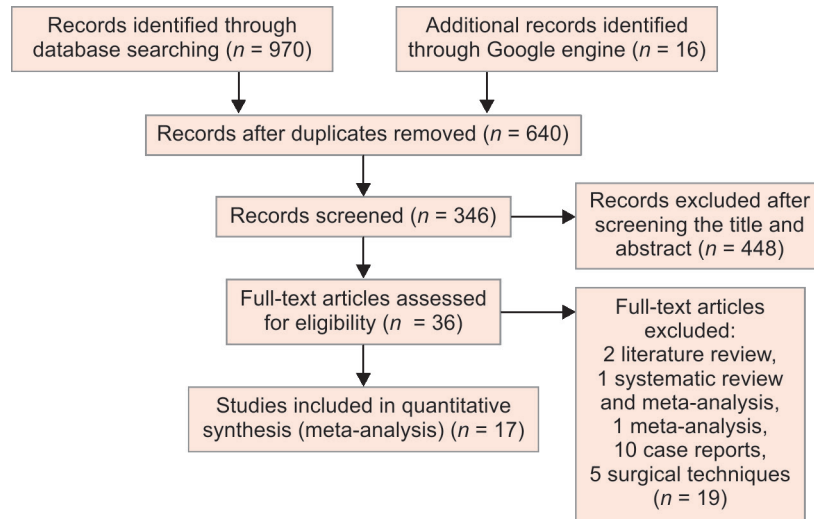 Records identified through
database searching (n = 970)
Additional records identified
through Google engine (n = 16)
Records after duplicates removed (n = 640)
Records screened (n = 346)
Records excluded after
screening the title and
abstract (n = 448)
Full-text articles assessed
for eligibility (n = 36)
Full-text articles
excluded:
2 literature review,
1 systematic review
and meta-analysis,
1 meta-analysis,
10 case reports,
5 surgical techniques
(n = 19)
Studies included in quantitative
synthesis (meta-analysis) (n = 17)